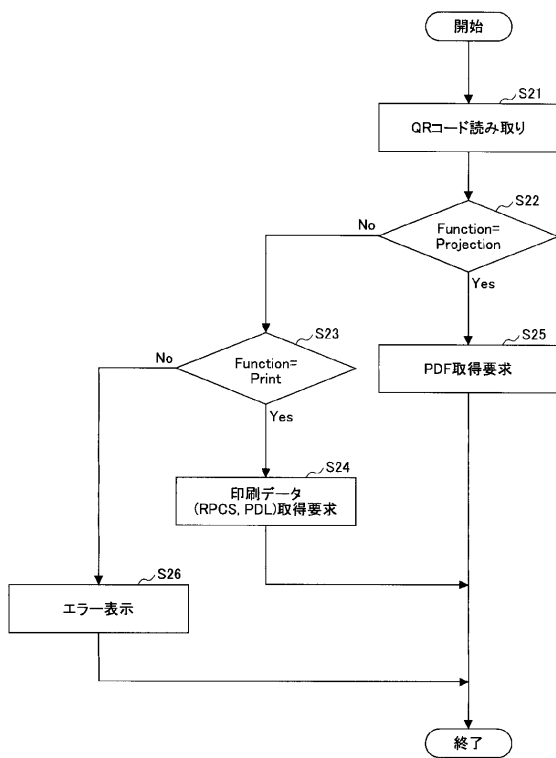 開始
S21
QRコード読み取り
S22
Function=
Projection
No
Yes
S23
Function=
Print
No
Yes
S25
PDF取得要求
S24
印刷データ
(RPCS, PDL)取得要求
S26
エラー表示
終了